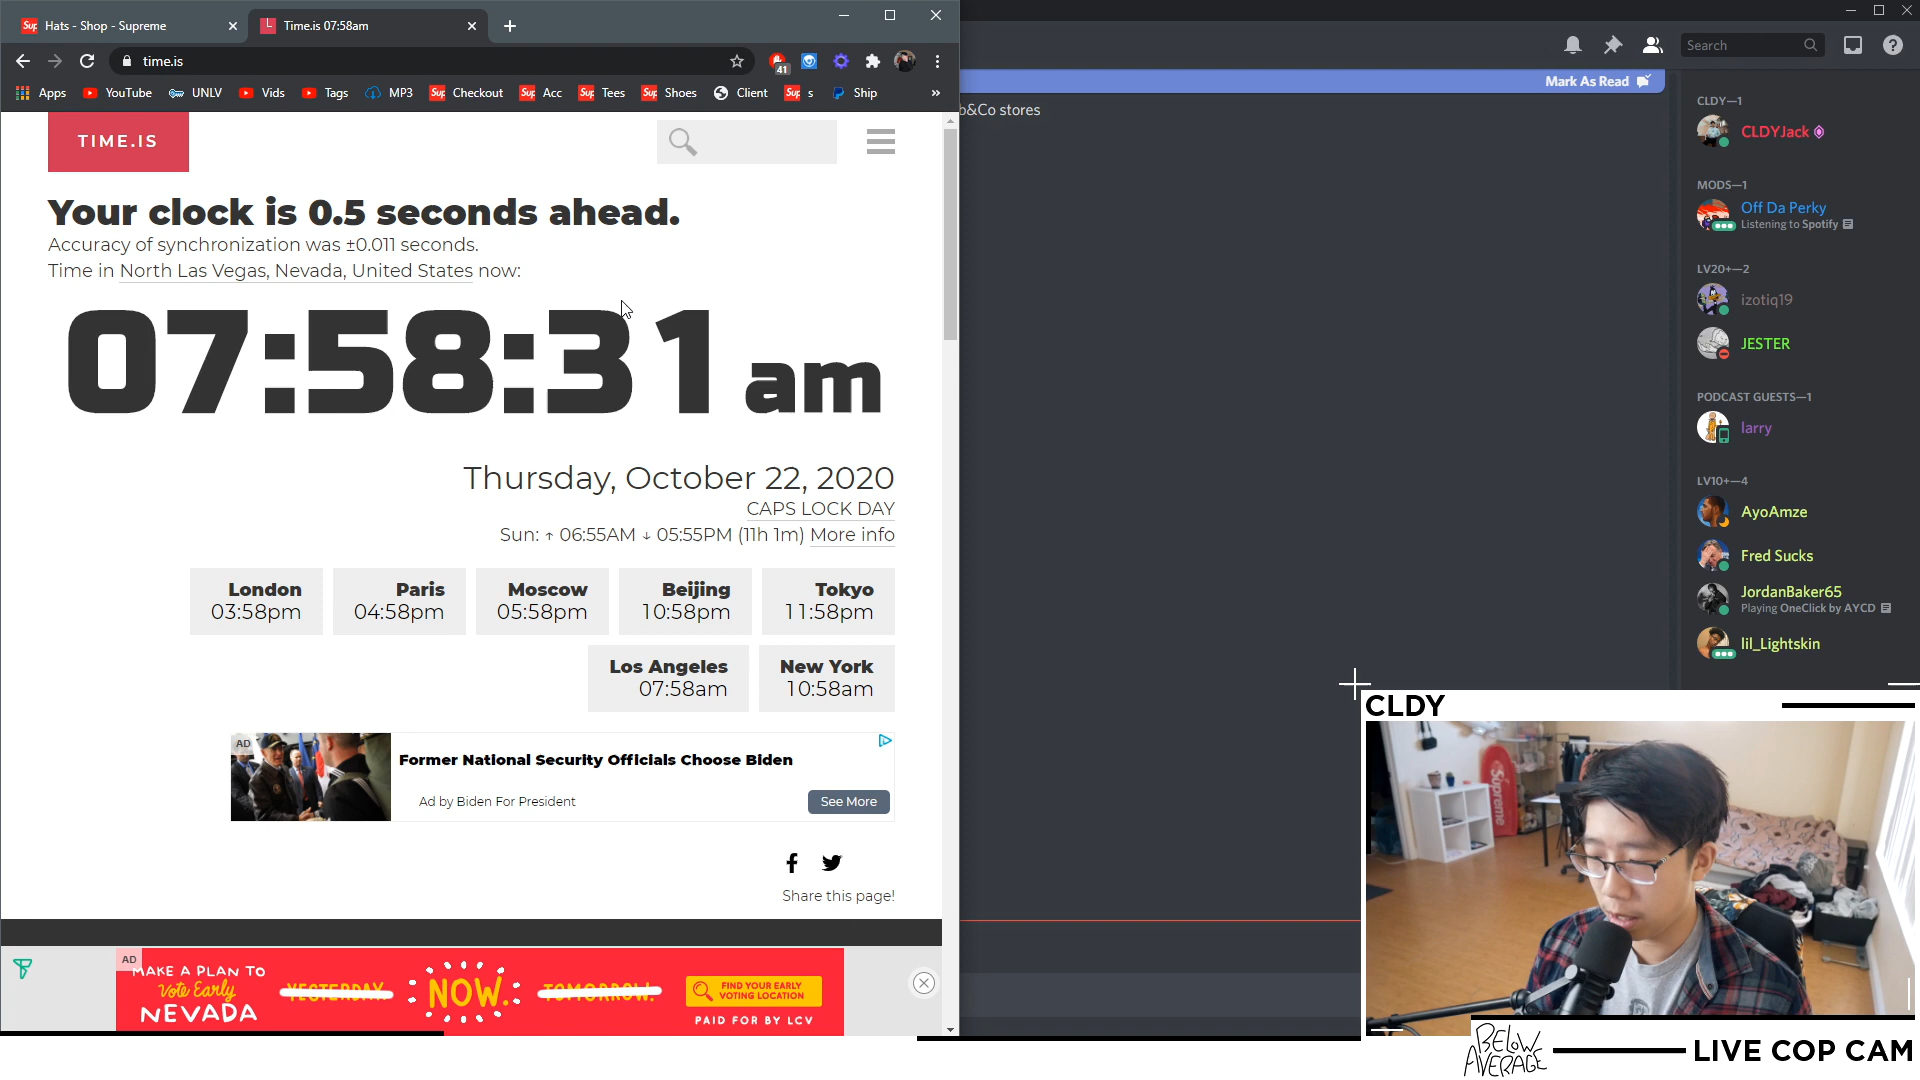 Sup Hats - Shop - Supreme
Time.is 07:58am
time.is
41
Apps YouTube UNLV Vids Tags MP3 Sup Checkout Sup Acc Sup Tees Sup Shoes Client Sup s Ship »
TIME.IS
Your clock is 0.5 seconds ahead.
Accuracy of synchronization was ±0.011 seconds.
Time in North Las Vegas, Nevada, United States now:
07:58:31 am
Thursday, October 22, 2020
CAPS LOCK DAY
Sun: ↑ 06:55AM ↓ 05:55PM (11h 1m) More info
London Paris Moscow Beijing Tokyo
03:58pm 04:58pm 05:58pm 10:58pm 11:58pm
Los Angeles New York
07:58am 10:58am
AD
Former National Security Officials Choose Biden
Ad by Biden For President
See More
Share this page!
AD
MAKE A PLAN TO
Vote Early
NEVADA
YESTERDAY NOW. TOMORROW.
FIND YOUR EARLY
VOTING LOCATION
PAID FOR BY LCV
Search
Mark As Read
b&Co stores
CLDY—1
CLDYJack
MODS—1
Off Da Perky
Listening to Spotify
LV20+—2
izotiq19
JESTER
PODCAST GUESTS—1
larry
LV10+—4
AyoAmze
Fred Sucks
JordanBaker65
Playing OneClick by AYCD
lil_Lightskin
CLDY
Supreme
BELOW
AVERAGE
LIVE COP CAM